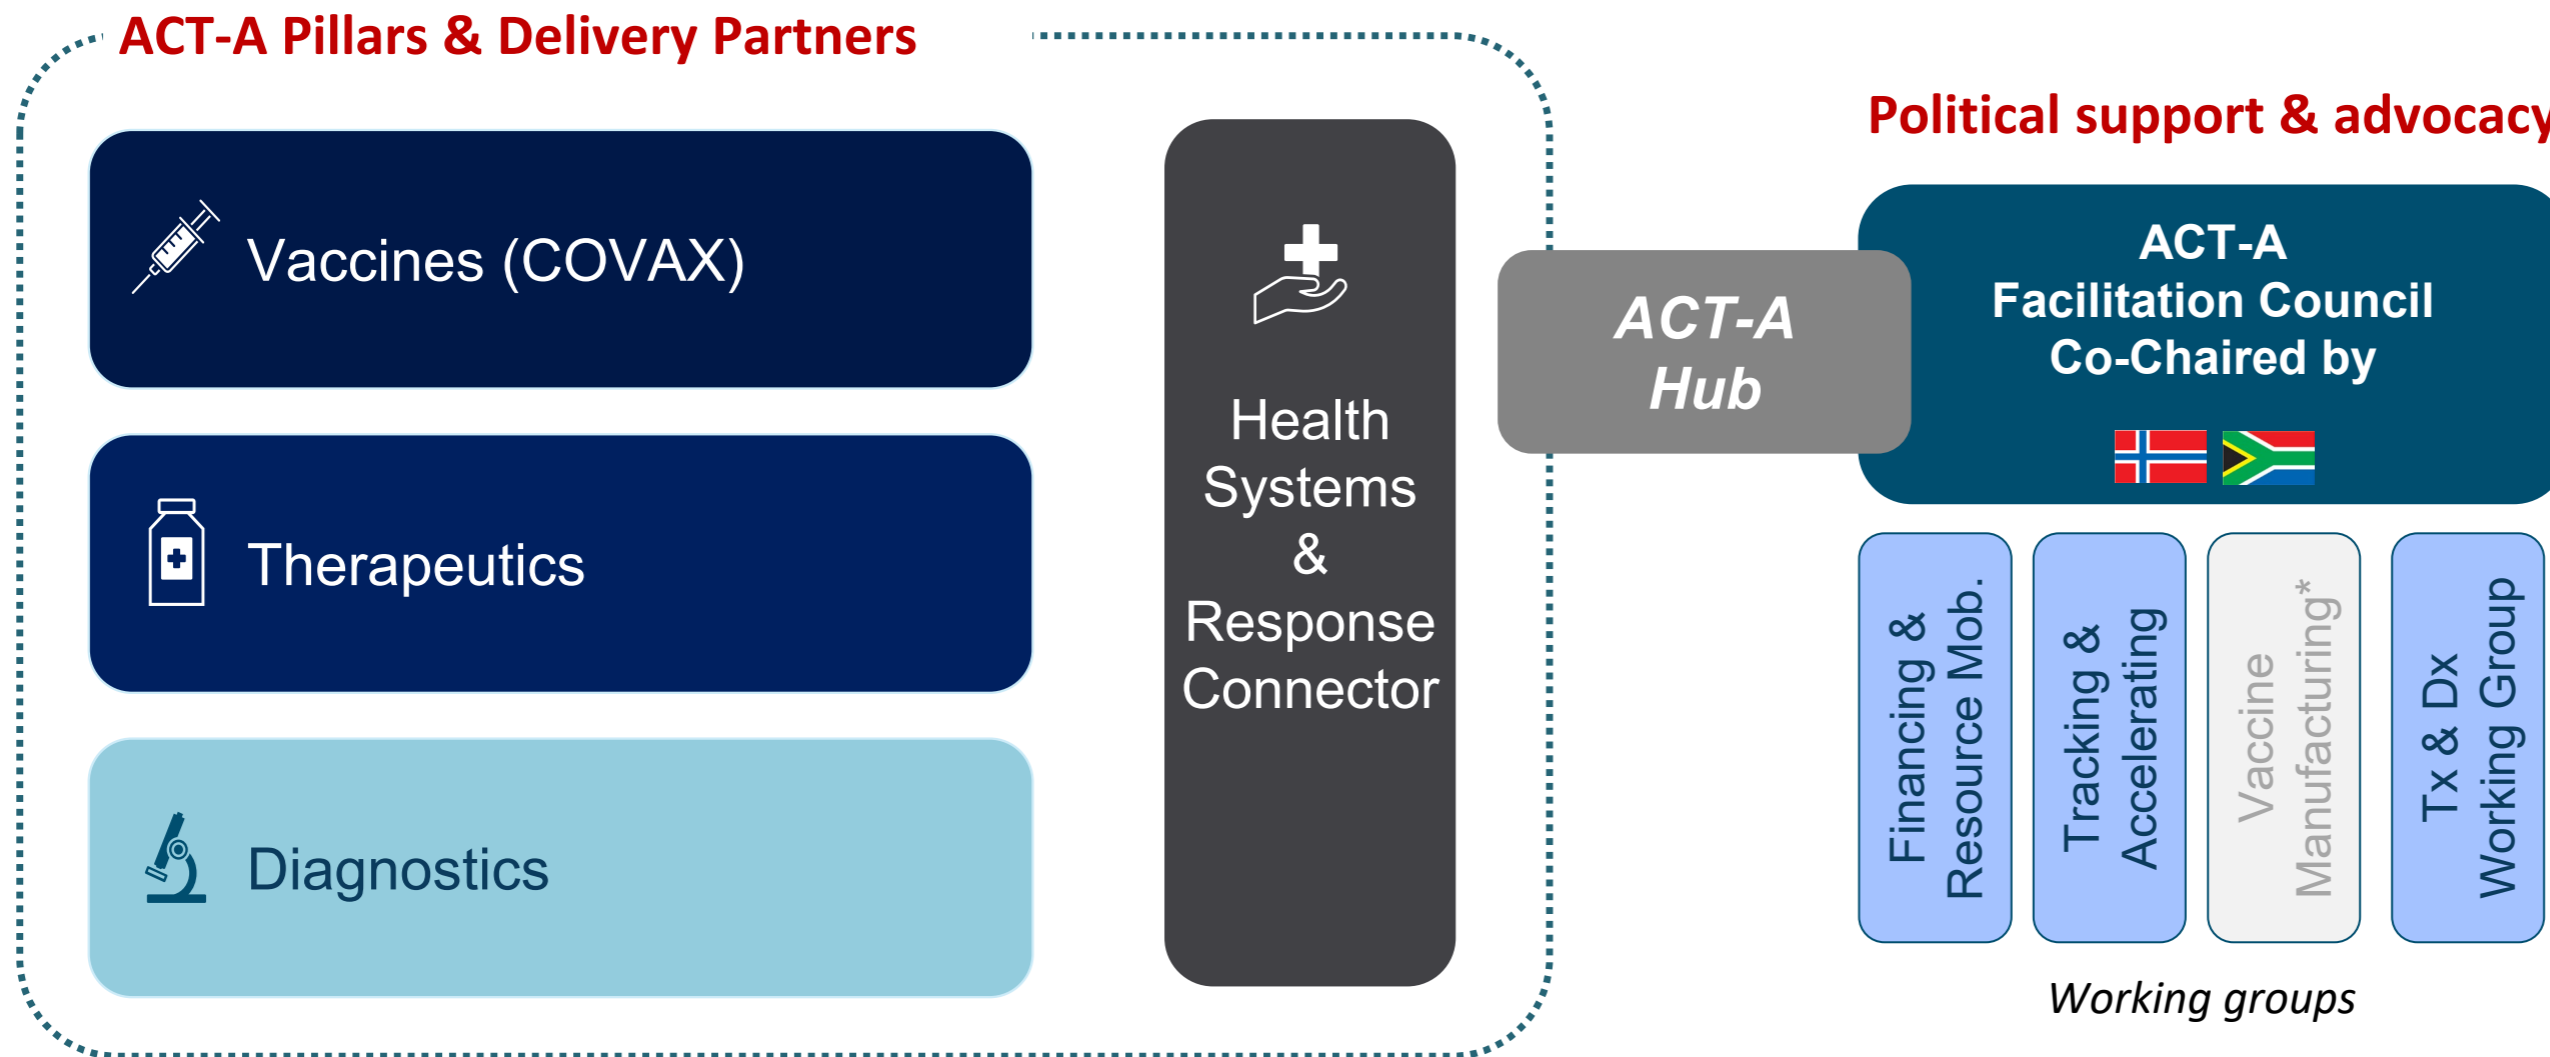 ACT-A Pillars & Delivery Partners
Vaccines (COVAX)
Therapeutics
Diagnostics
Health
Systems
&
Response
Connector
ACT-A
Hub
Political support & advocacy
ACT-A
Facilitation Council
Co-Chaired by
Financing &
Resource Mob.
Tracking &
Accelerating
Vaccine
Manufacturing*
Tx & Dx
Working Group
Working groups